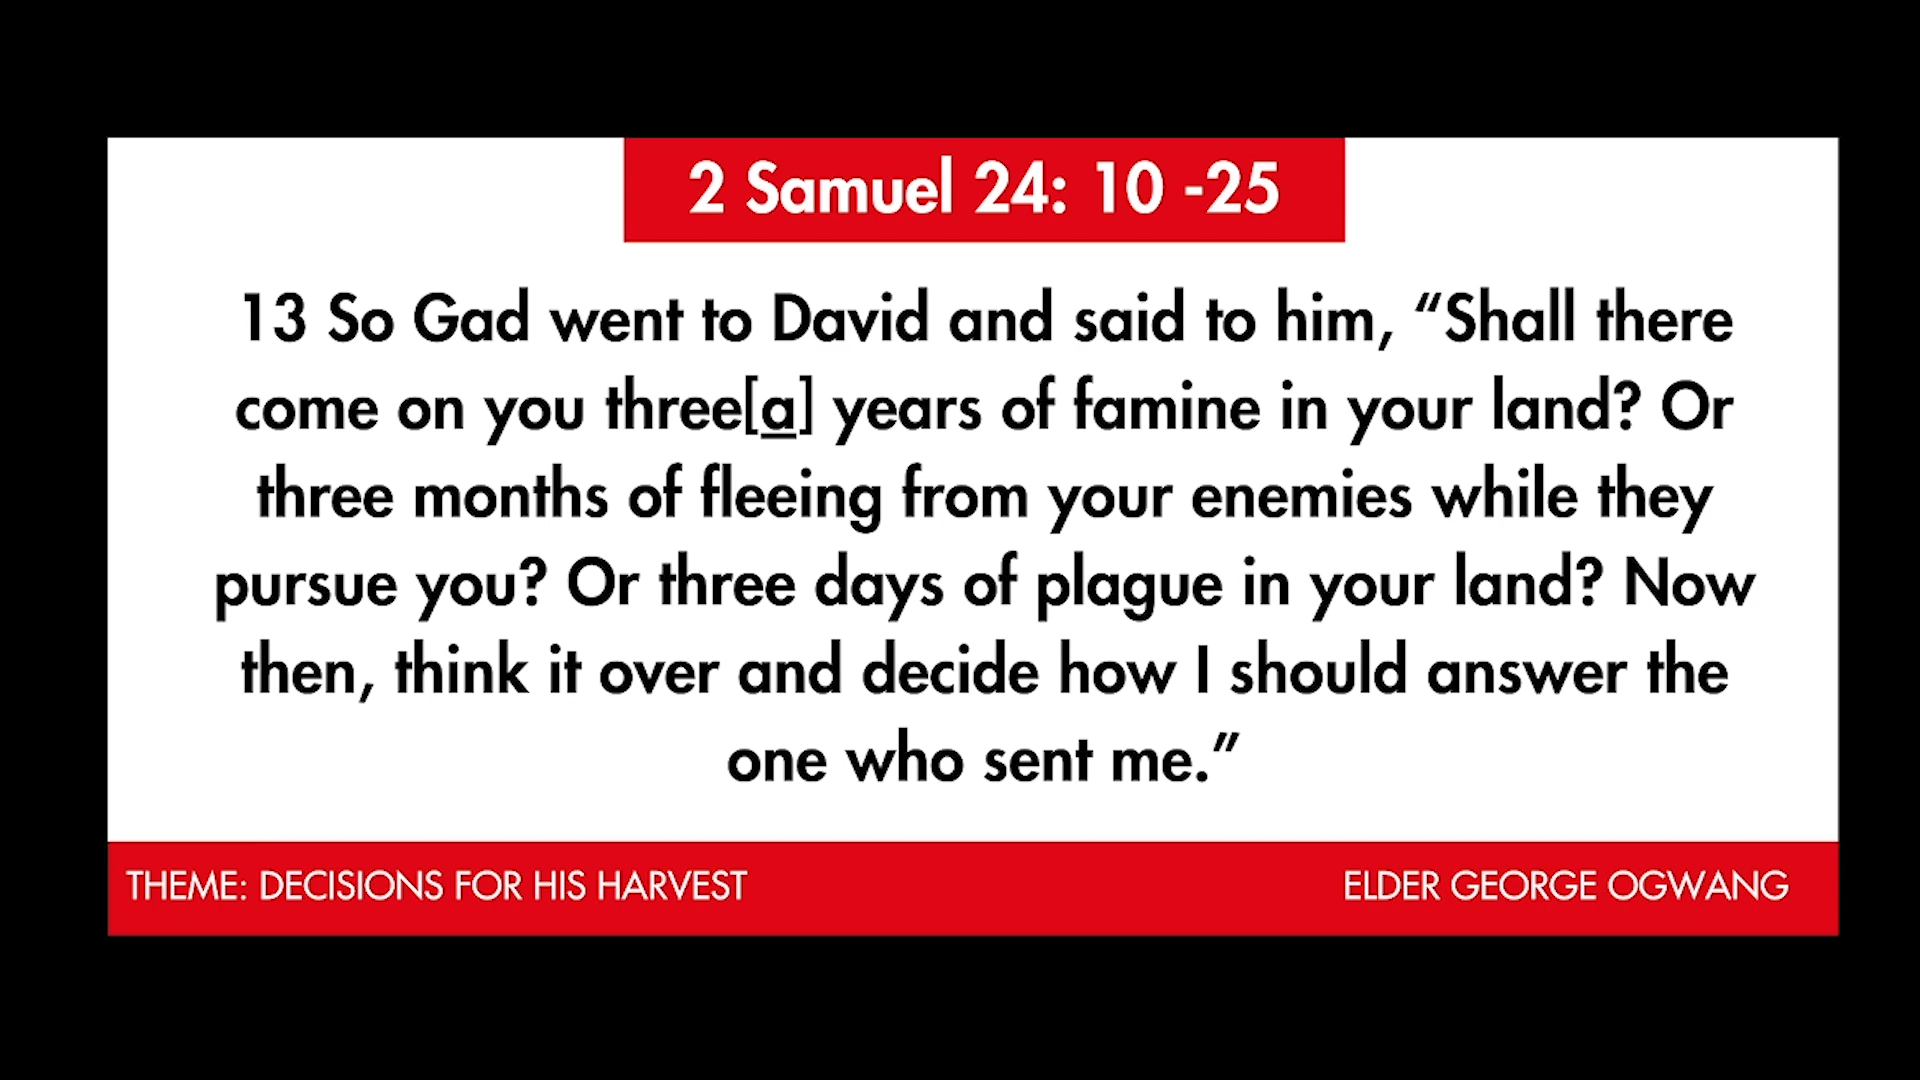 2 Samuel 24: 10 -25
13 So Gad went to David and said to him, “Shall there
come on you three[a] years of famine in your land? Or
three months of fleeing from your enemies while they
pursue you? Or three days of plague in your land? Now
then, think it over and decide how I should answer the
one who sent me.”
THEME: DECISIONS FOR HIS HARVEST
ELDER GEORGE OGWANG